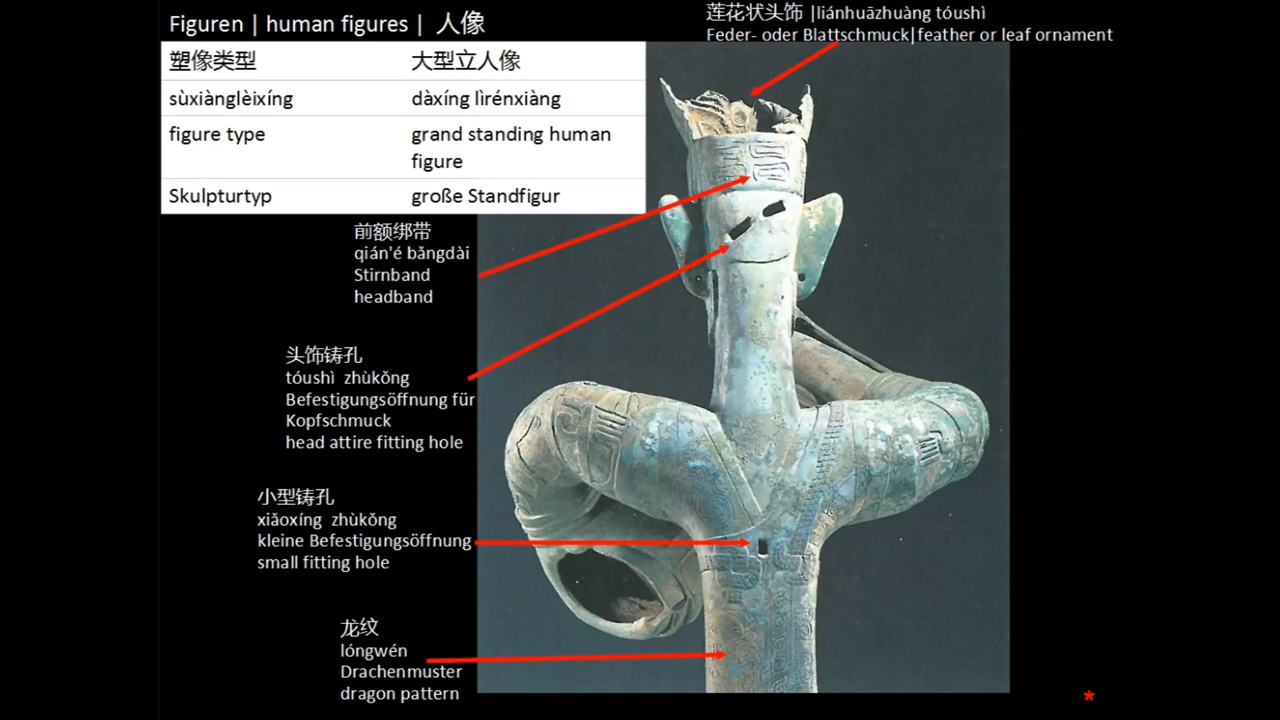 Figuren | human figures | 人像
塑像类型 大型立人像
sùxiànglèixíng dàxíng lìrénxiàng
figure type grand standing human
figure
Skulpturtyp große Standfigur
莲花状头饰 |liánhuāzhuàng tóushì
Feder- oder Blattschmuck|feather or leaf ornament
前额绑带
qián'é bǎngdài
Stirnband
headband
头饰铸孔
tóushì zhùkǒng
Befestigungsöffnung für
Kopfschmuck
head attire fitting hole
小型铸孔
xiǎoxíng zhùkǒng
kleine Befestigungsöffnung
small fitting hole
龙纹
lóngwén
Drachenmuster
dragon pattern
*